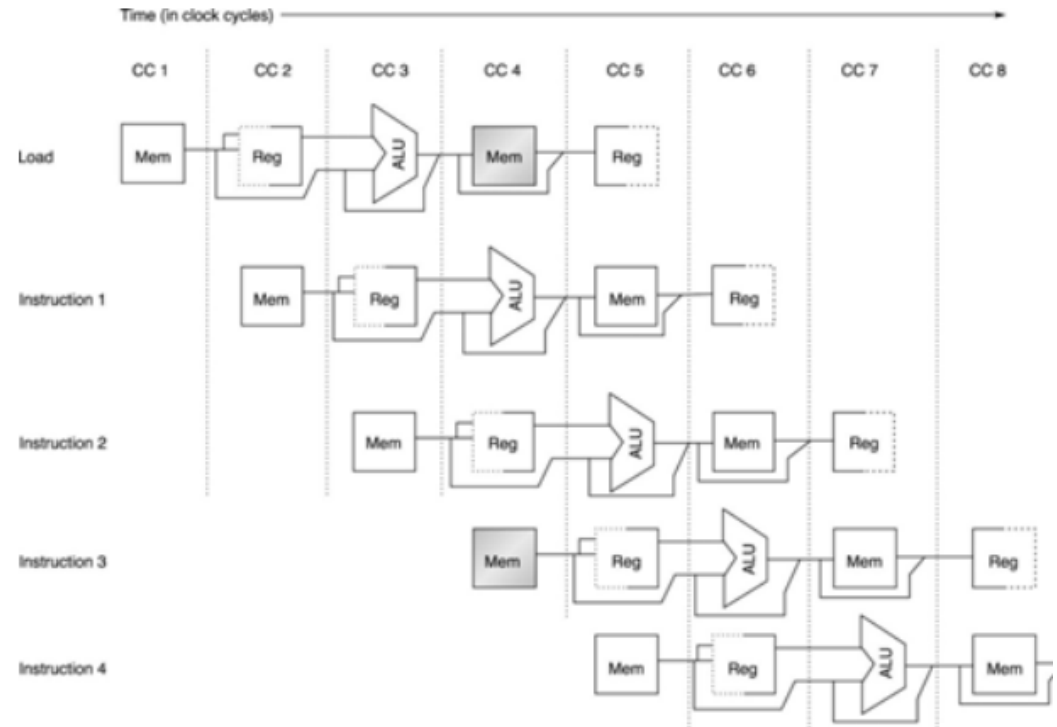 Time (in clock cycles)
CC 1 CC 2 CC 3 CC 4 CC 5 CC 6 CC 7 CC 8
Load Mem Reg ALU Mem Reg
Instruction 1 Mem Reg ALU Mem Reg
Instruction 2 Mem Reg ALU Mem Reg
Instruction 3 Mem Reg ALU Mem Reg
Instruction 4 Mem Reg ALU Mem